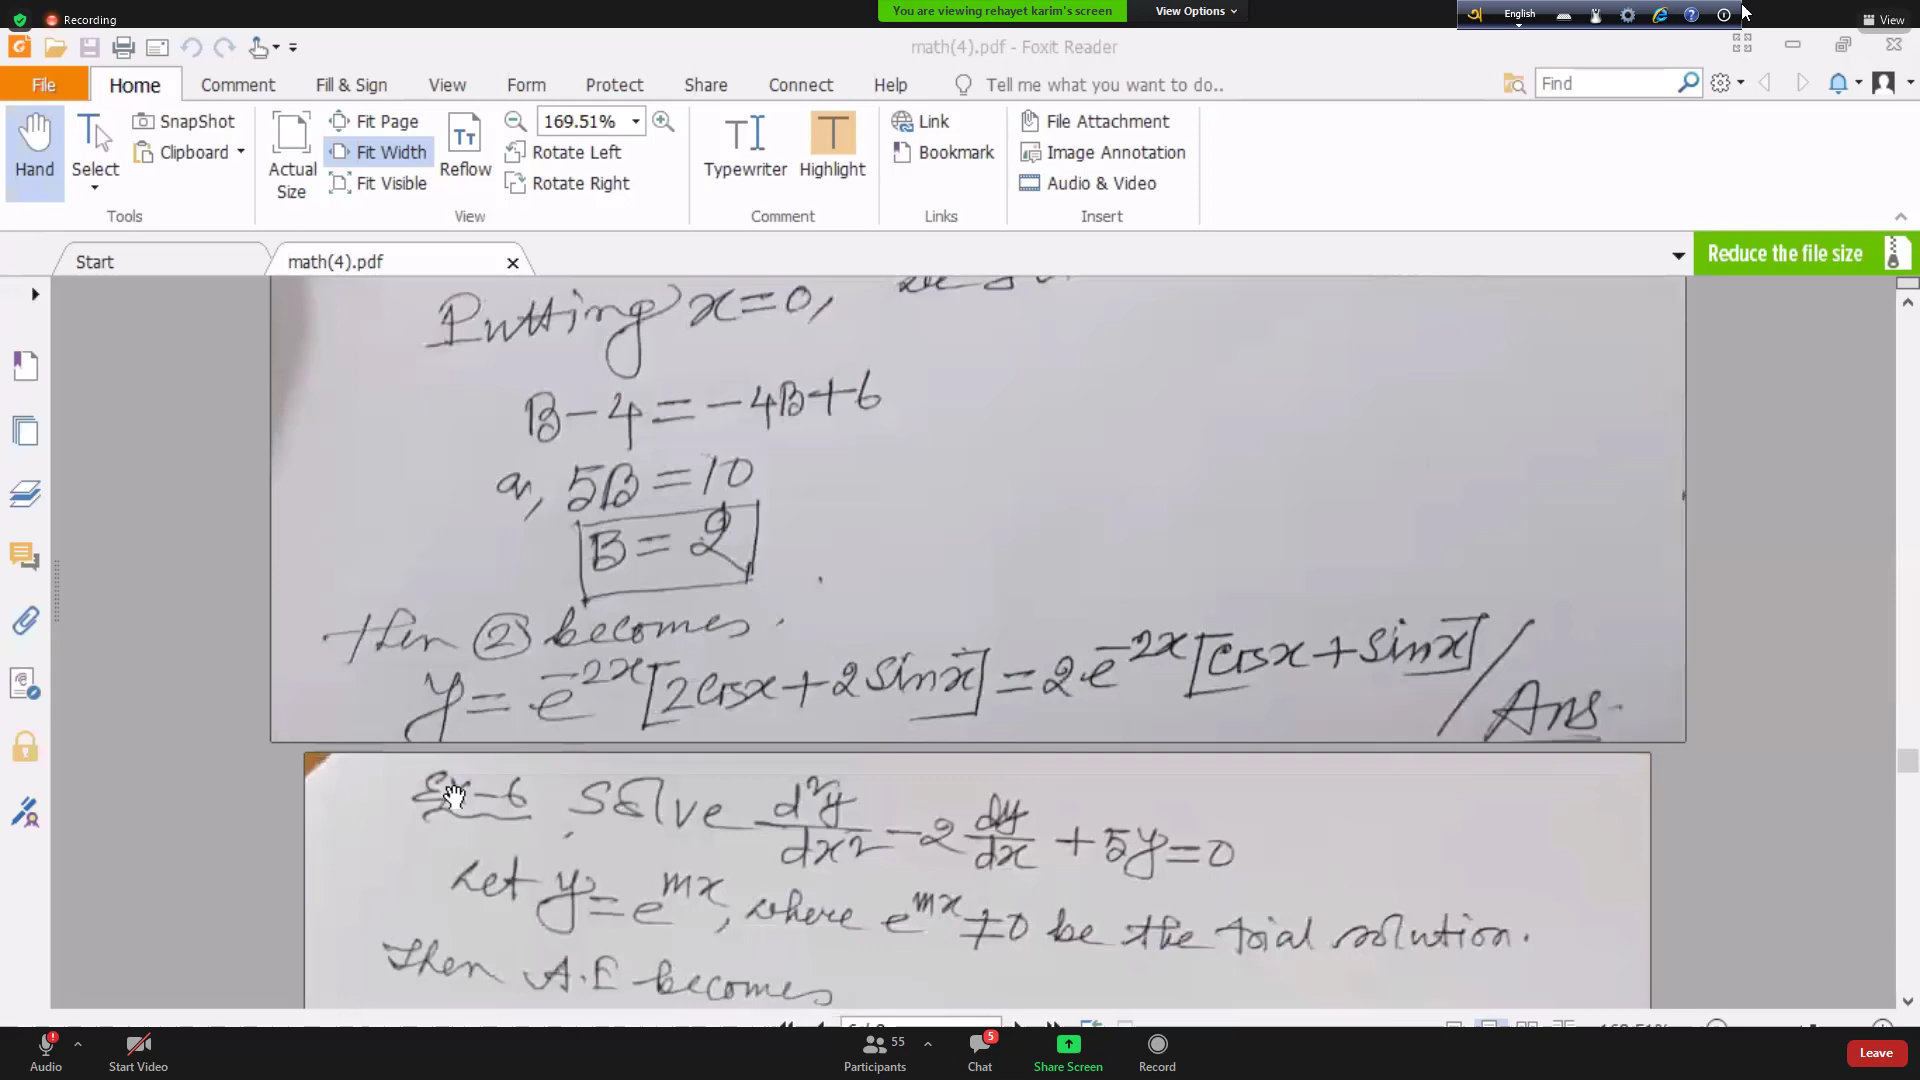 Recording
You are viewing rehayet karim's screen
View Options
English
View
math(4).pdf - Foxit Reader
File Home Comment Fill & Sign View Form Protect Share Connect Help Tell me what you want to do.. Find
Hand
Select
SnapShot
Clipboard
Tools
Actual Size
Fit Page
Fit Width
Fit Visible
Reflow
169.51%
Rotate Left
Rotate Right
View
Typewriter
Highlight
Comment
Link
Bookmark
Links
File Attachment
Image Annotation
Audio & Video
Insert
Start
math(4).pdf
Reduce the file size
Putting x=0,
B-4=-4B+6
or, 5B=10
B=2
then ② becomes.
y=e^{-2x}[2cosx+2sinx]=2e^{-2x}[cosx+sinx]/Ans.
Ex-6 Solve d²y/dx² -2 dy/dx +5y=0
Let y=e^{mx}, where e^{mx}≠0 be the trial solution.
Then A.E becomes
Audio
Start Video
55
Participants
5
Chat
Share Screen
Record
Leave